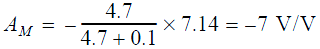 A_M = − 4.7 / (4.7 + 0.1) × 7.14 = −7 V/V